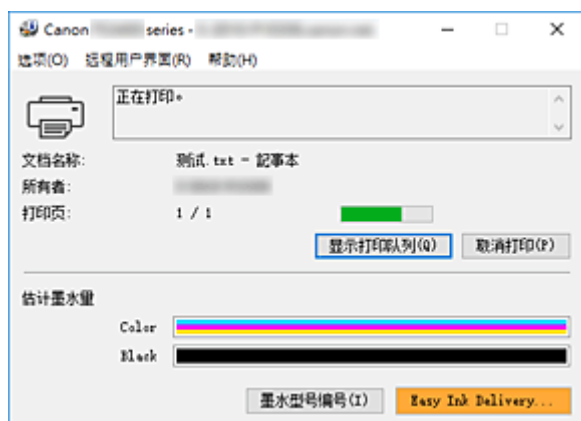 Canon series -
选项(O) 远程用户界面(R) 帮助(H)
正在打印。
文档名称: 测试.txt - 記事本
所有者:
打印页: 1 / 1
显示打印队列(Q) 取消打印(P)
估计墨水量
Color
Black
墨水型号编号(I) Easy Ink Delivery...